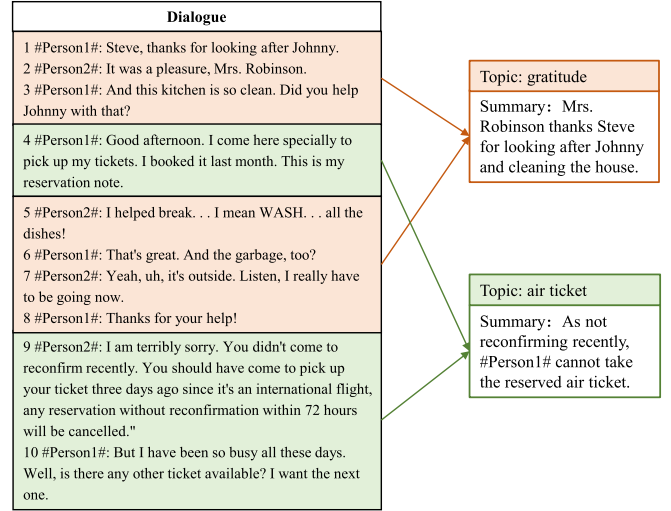 Dialogue
1 #Person1#: Steve, thanks for looking after Johnny.
2 #Person2#: It was a pleasure, Mrs. Robinson.
3 #Person1#: And this kitchen is so clean. Did you help
Johnny with that?
4 #Person1#: Good afternoon. I come here specially to
pick up my tickets. I booked it last month. This is my
reservation note.
5 #Person2#: I helped break. . . I mean WASH. . . all the
dishes!
6 #Person1#: That's great. And the garbage, too?
7 #Person2#: Yeah, uh, it's outside. Listen, I really have
to be going now.
8 #Person1#: Thanks for your help!
9 #Person2#: I am terribly sorry. You didn't come to
reconfirm recently. You should have come to pick up
your ticket three days ago since it's an international flight,
any reservation without reconfirmation within 72 hours
will be cancelled."
10 #Person1#: But I have been so busy all these days.
Well, is there any other ticket available? I want the next
one.
Topic: gratitude
Summary：Mrs.
Robinson thanks Steve
for looking after Johnny
and cleaning the house.
Topic: air ticket
Summary：As not
reconfirming recently,
#Person1# cannot take
the reserved air ticket.